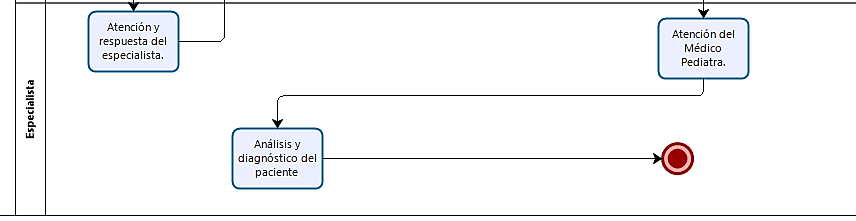 Atención y
respuesta del
especialista.
Atención del
Médico
Pediatra.
Especialista
Análisis y
diagnóstico del
paciente